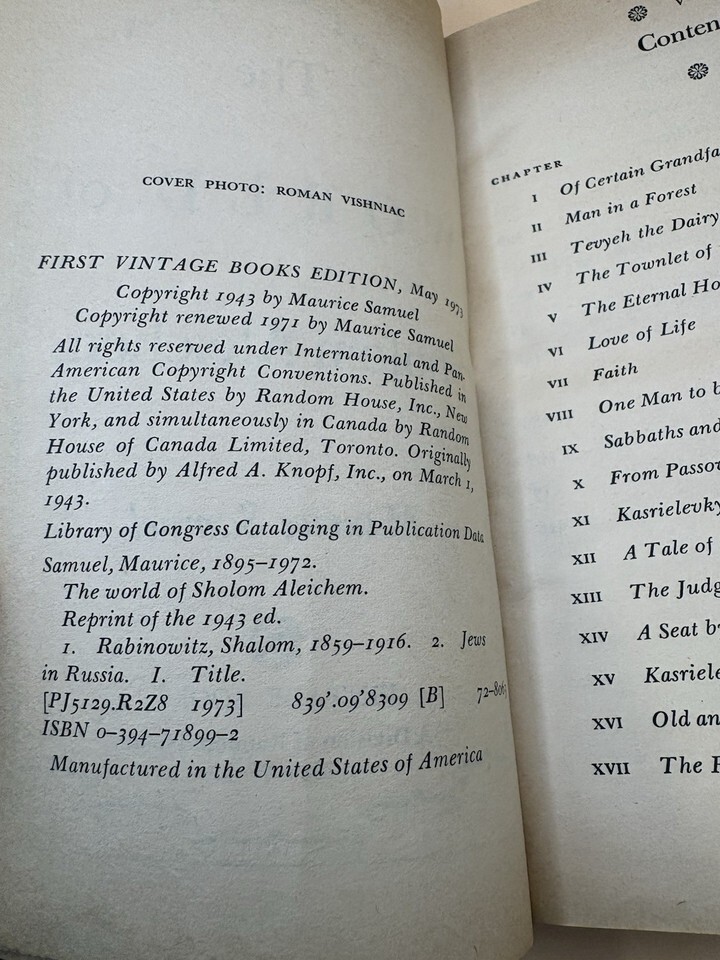 COVER PHOTO: ROMAN VISHNIAC
FIRST VINTAGE BOOKS EDITION, May 1973
Copyright 1943 by Maurice Samuel
Copyright renewed 1971 by Maurice Samuel
All rights reserved under International and Pan-
American Copyright Conventions. Published in
the United States by Random House, Inc., New
York, and simultaneously in Canada by Random
House of Canada Limited, Toronto. Originally
published by Alfred A. Knopf, Inc., on March 1,
1943.
Library of Congress Cataloging in Publication Data
Samuel, Maurice, 1895–1972.
The world of Sholom Aleichem.
Reprint of the 1943 ed.
1. Rabinowitz, Shalom, 1859–1916. 2. Jews
in Russia. I. Title.
[PJ5129.R2Z8 1973] 839'.09'8309 [B]
ISBN 0–394–71899–2
Manufactured in the United States of America
Conten
CHAPTER
I Of Certain Grandfa
II Man in a Forest
III Tevyeh the Dairy
IV The Townlet of
V The Eternal Ho
VI Love of Life
VII Faith
VIII One Man to b
IX Sabbaths and
X From Passov
XI Kasrielevky
XII A Tale of
XIII The Judg
XIV A Seat by
XV Kasriele
XVI Old an
XVII The